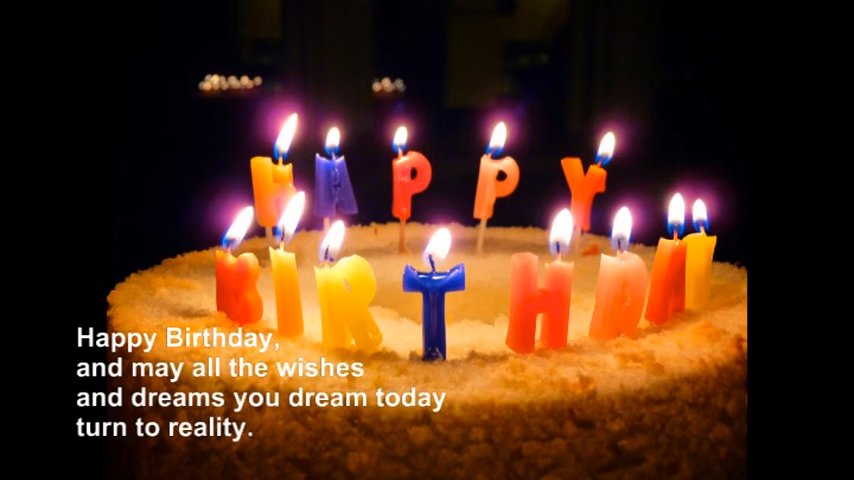 HAPPY
BIRTHDAY
Happy Birthday,
and may all the wishes
and dreams you dream today
turn to reality.